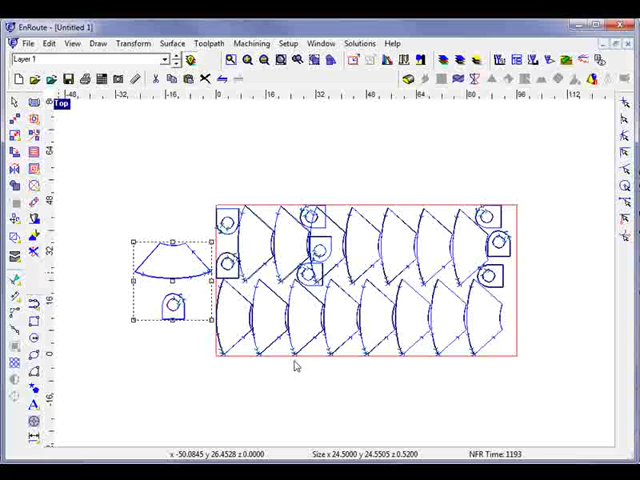 EnRoute - [Untitled 1]
File Edit View Draw Transform Surface Toolpath Machining Setup Window Solutions Help
Layer 1
-48 -32 -16 0 16 32 48 64 80 96 112
Top
48
32
16
0
-16
x -50.0845 y 26.4528 z 0.0000 Size x 24.5000 y 24.5505 z 0.5200 NFR Time: 1193